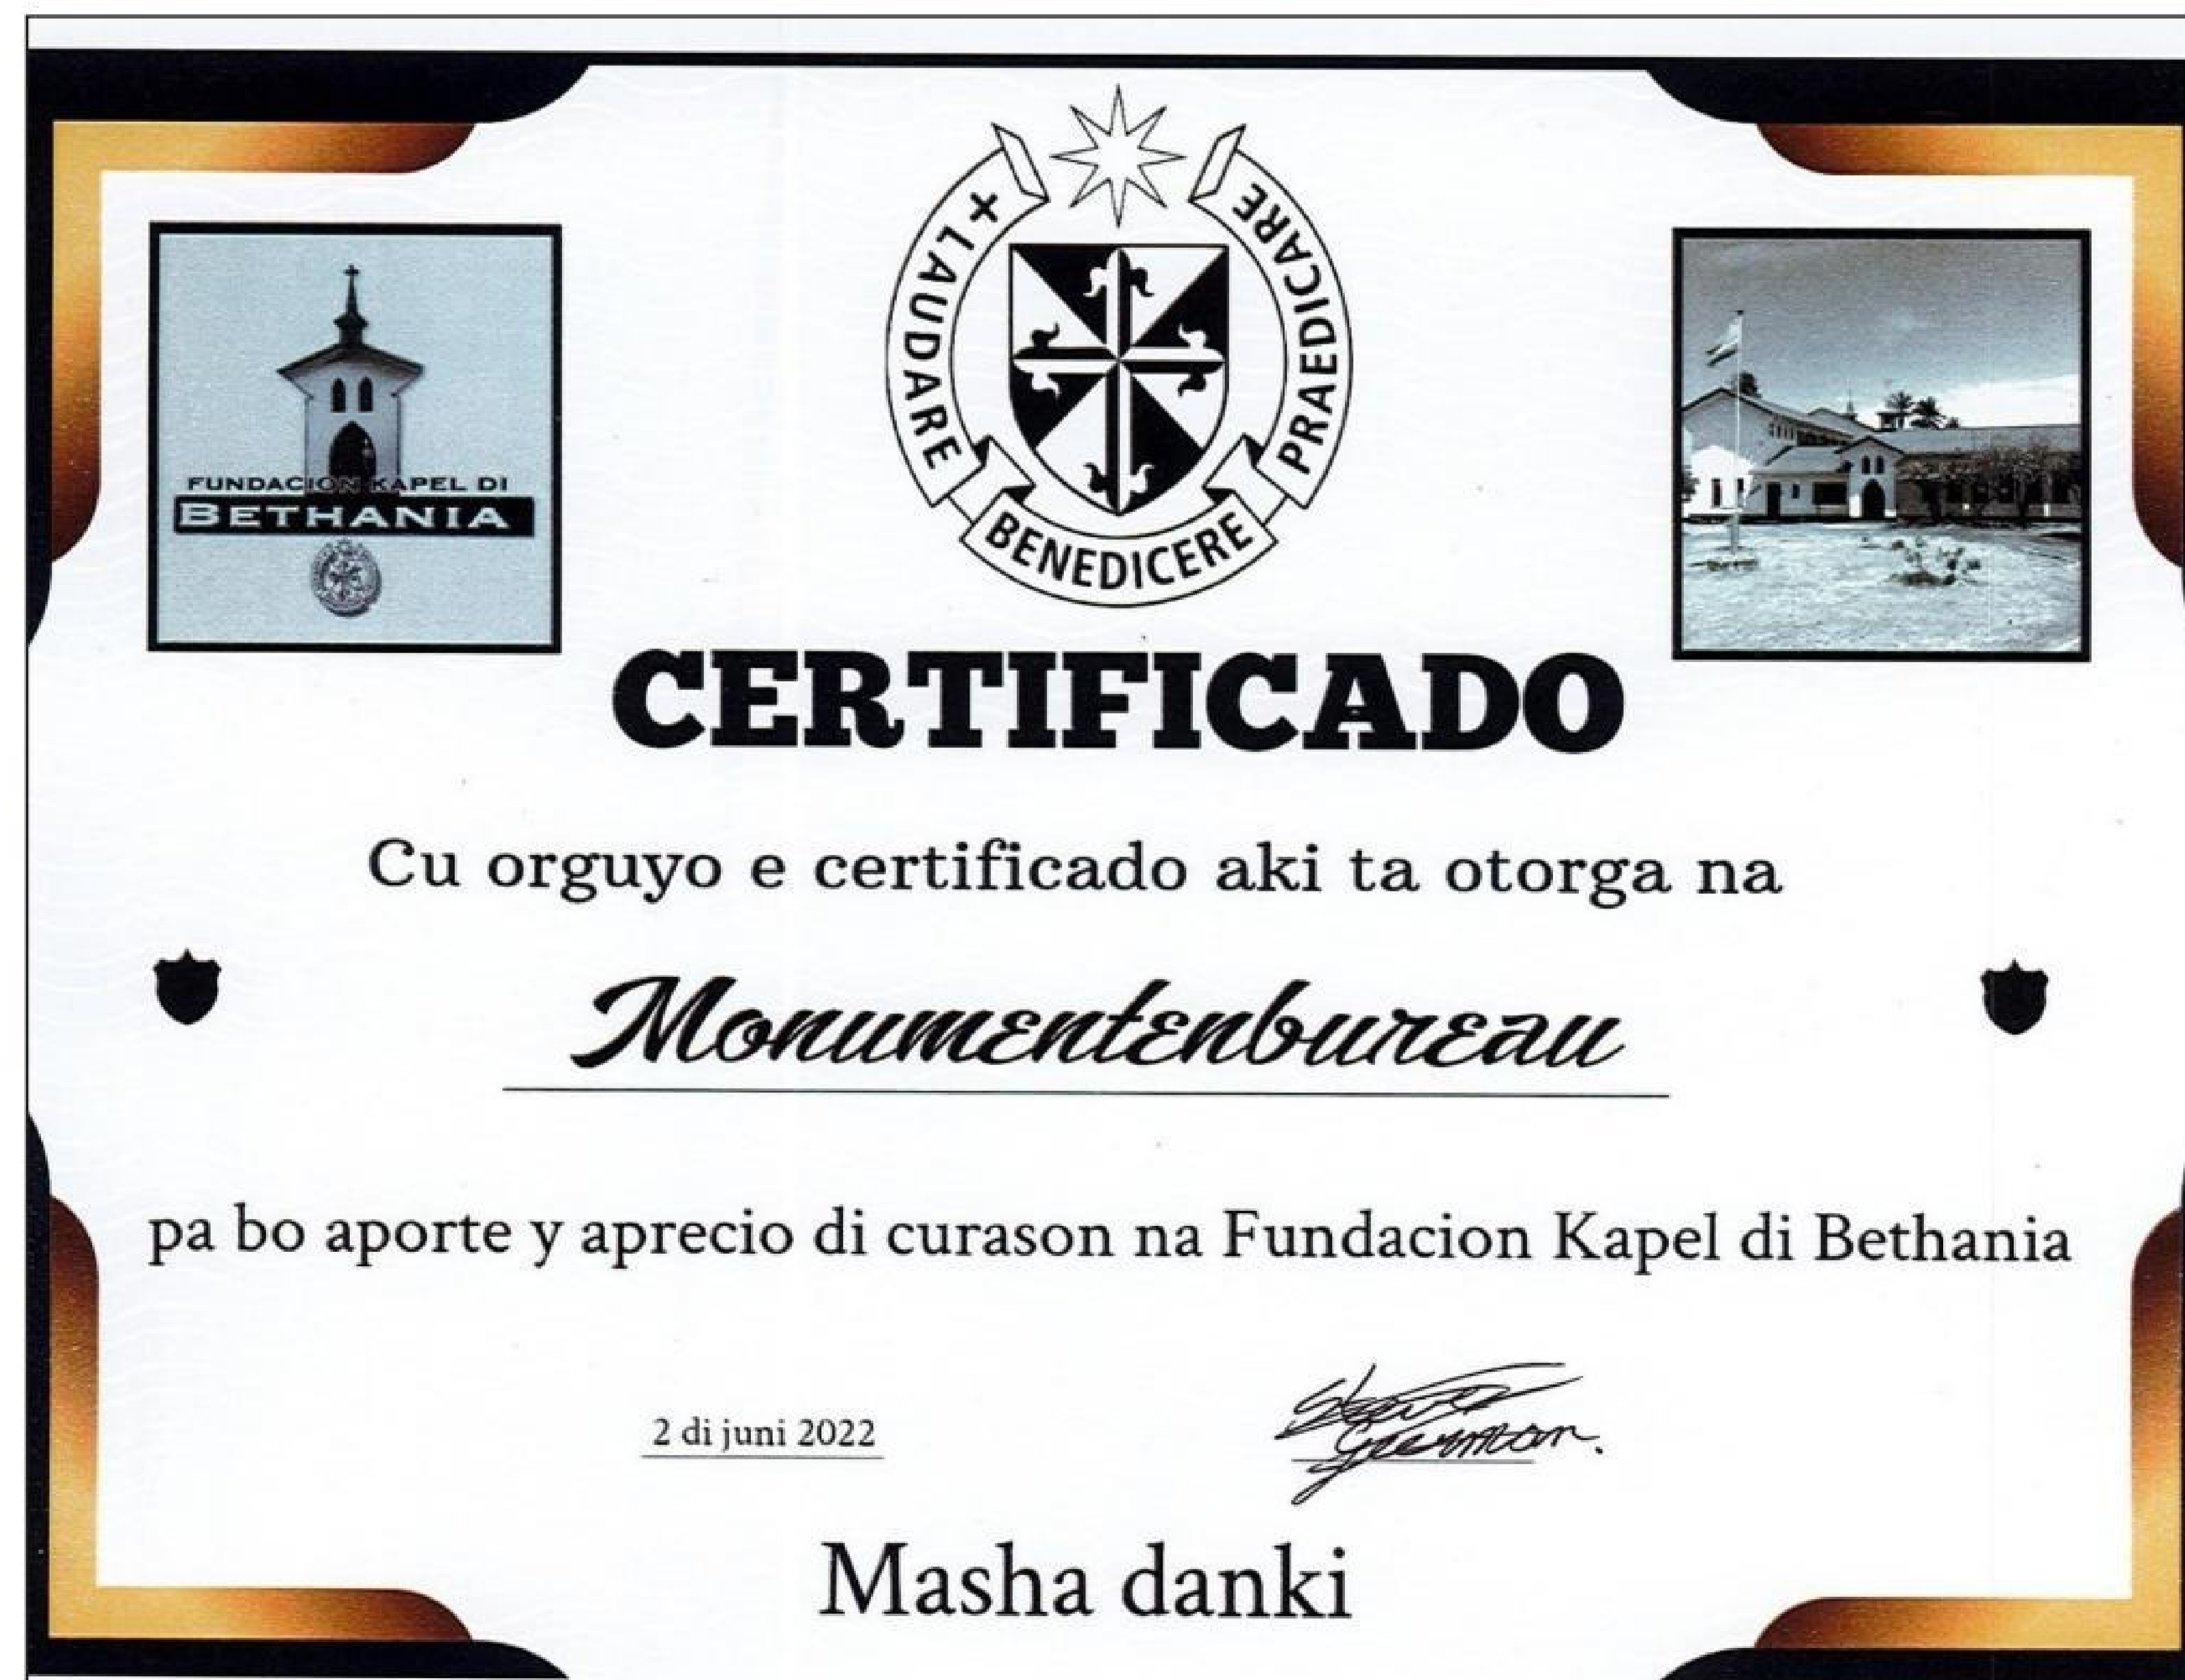 + LAUDARE
BENEDICERE
PRAEDICARE
FUNDACION KAPEL DI
BETHANIA
CERTIFICADO
Cu orguyo e certificado aki ta otorga na
Monumentenbureau
pa bo aporte y aprecio di curason na Fundacion Kapel di Bethania
2 di juni 2022
Masha danki